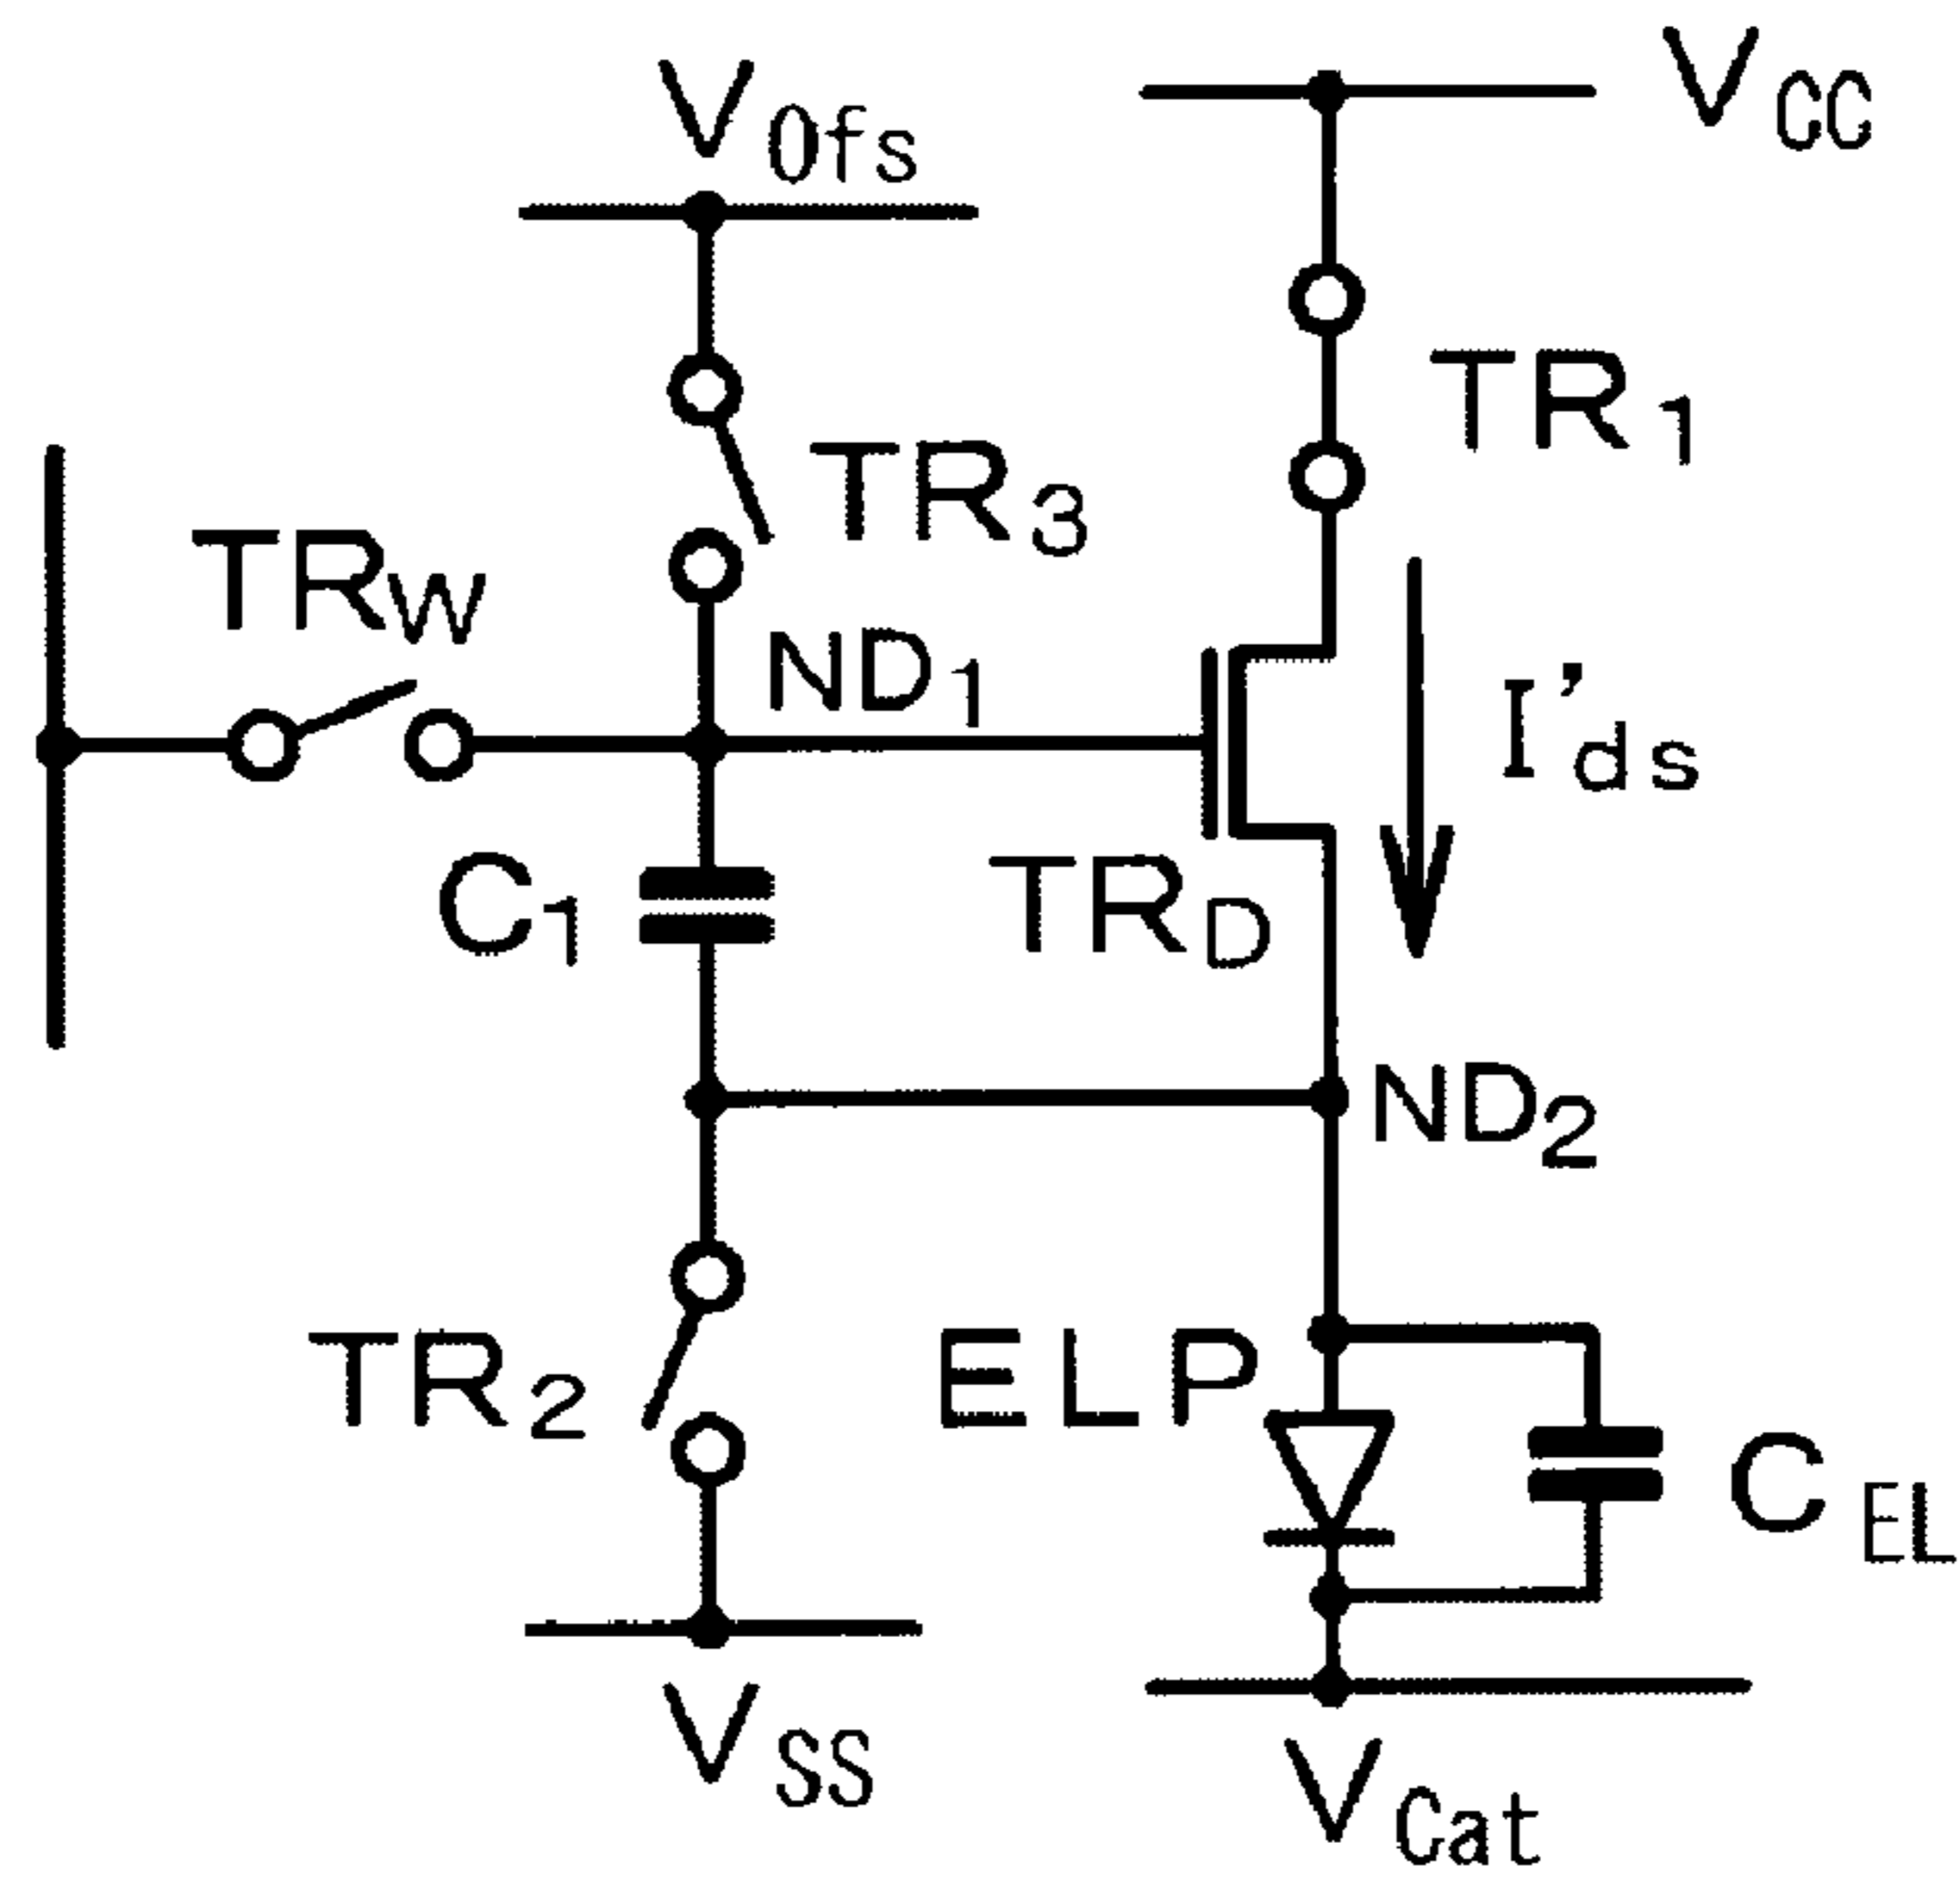 V0fs
VCC
TR1
TR3
TRW
ND1
I'ds
C1
TRD
ND2
TR2
ELP
CEL
VSS
VCat